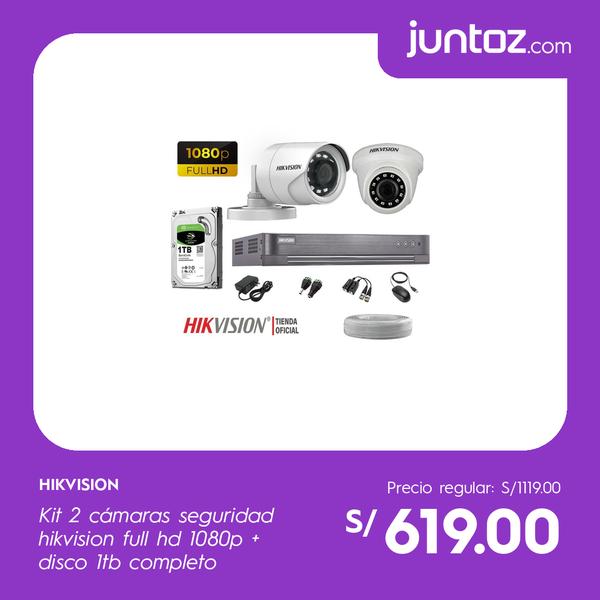 juntoz.com
1080p
FULL HD
HIKVISION
HIKVISION
1TB
HIKVISION
HIKVISION® TIENDA OFICIAL
HIKVISION
Precio regular: S/1119.00
Kit 2 cámaras seguridad
hikvision full hd 1080p +
disco 1tb completo
S/ 619.00